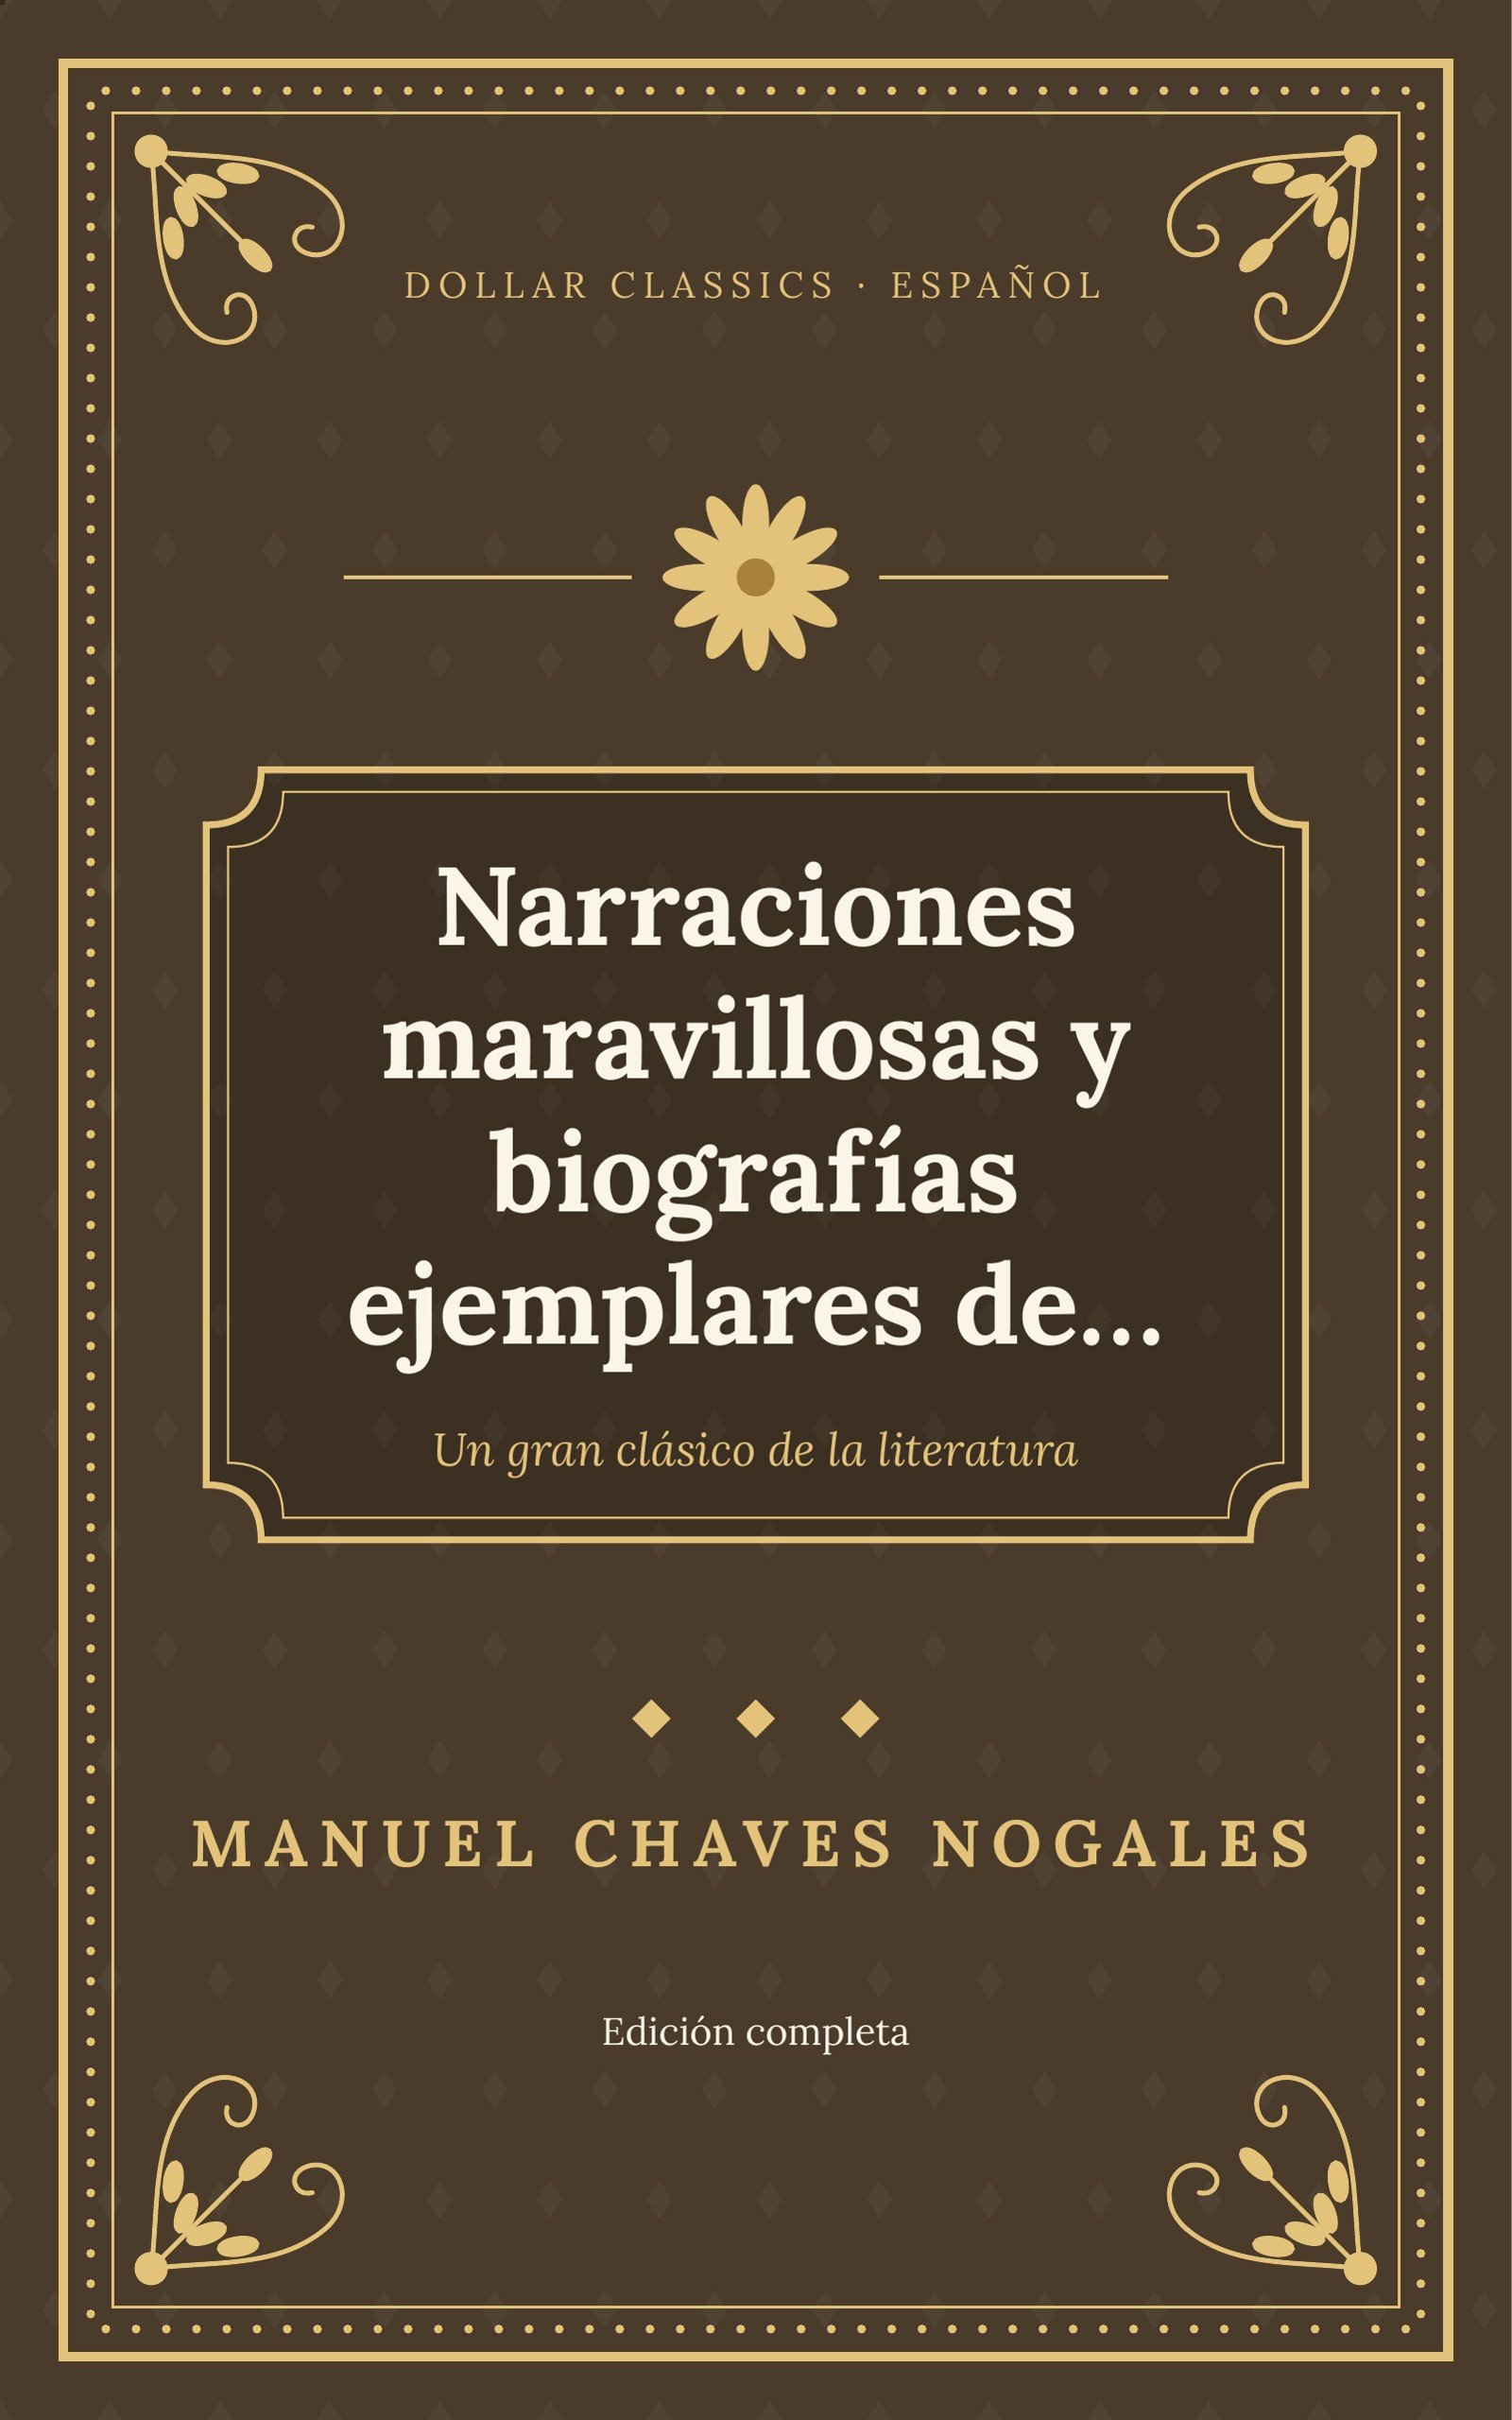 DOLLAR CLASSICS · ESPAÑOL
Narraciones
maravillosas y
biografías
ejemplares de...
Un gran clásico de la literatura
MANUEL CHAVES NOGALES
Edición completa